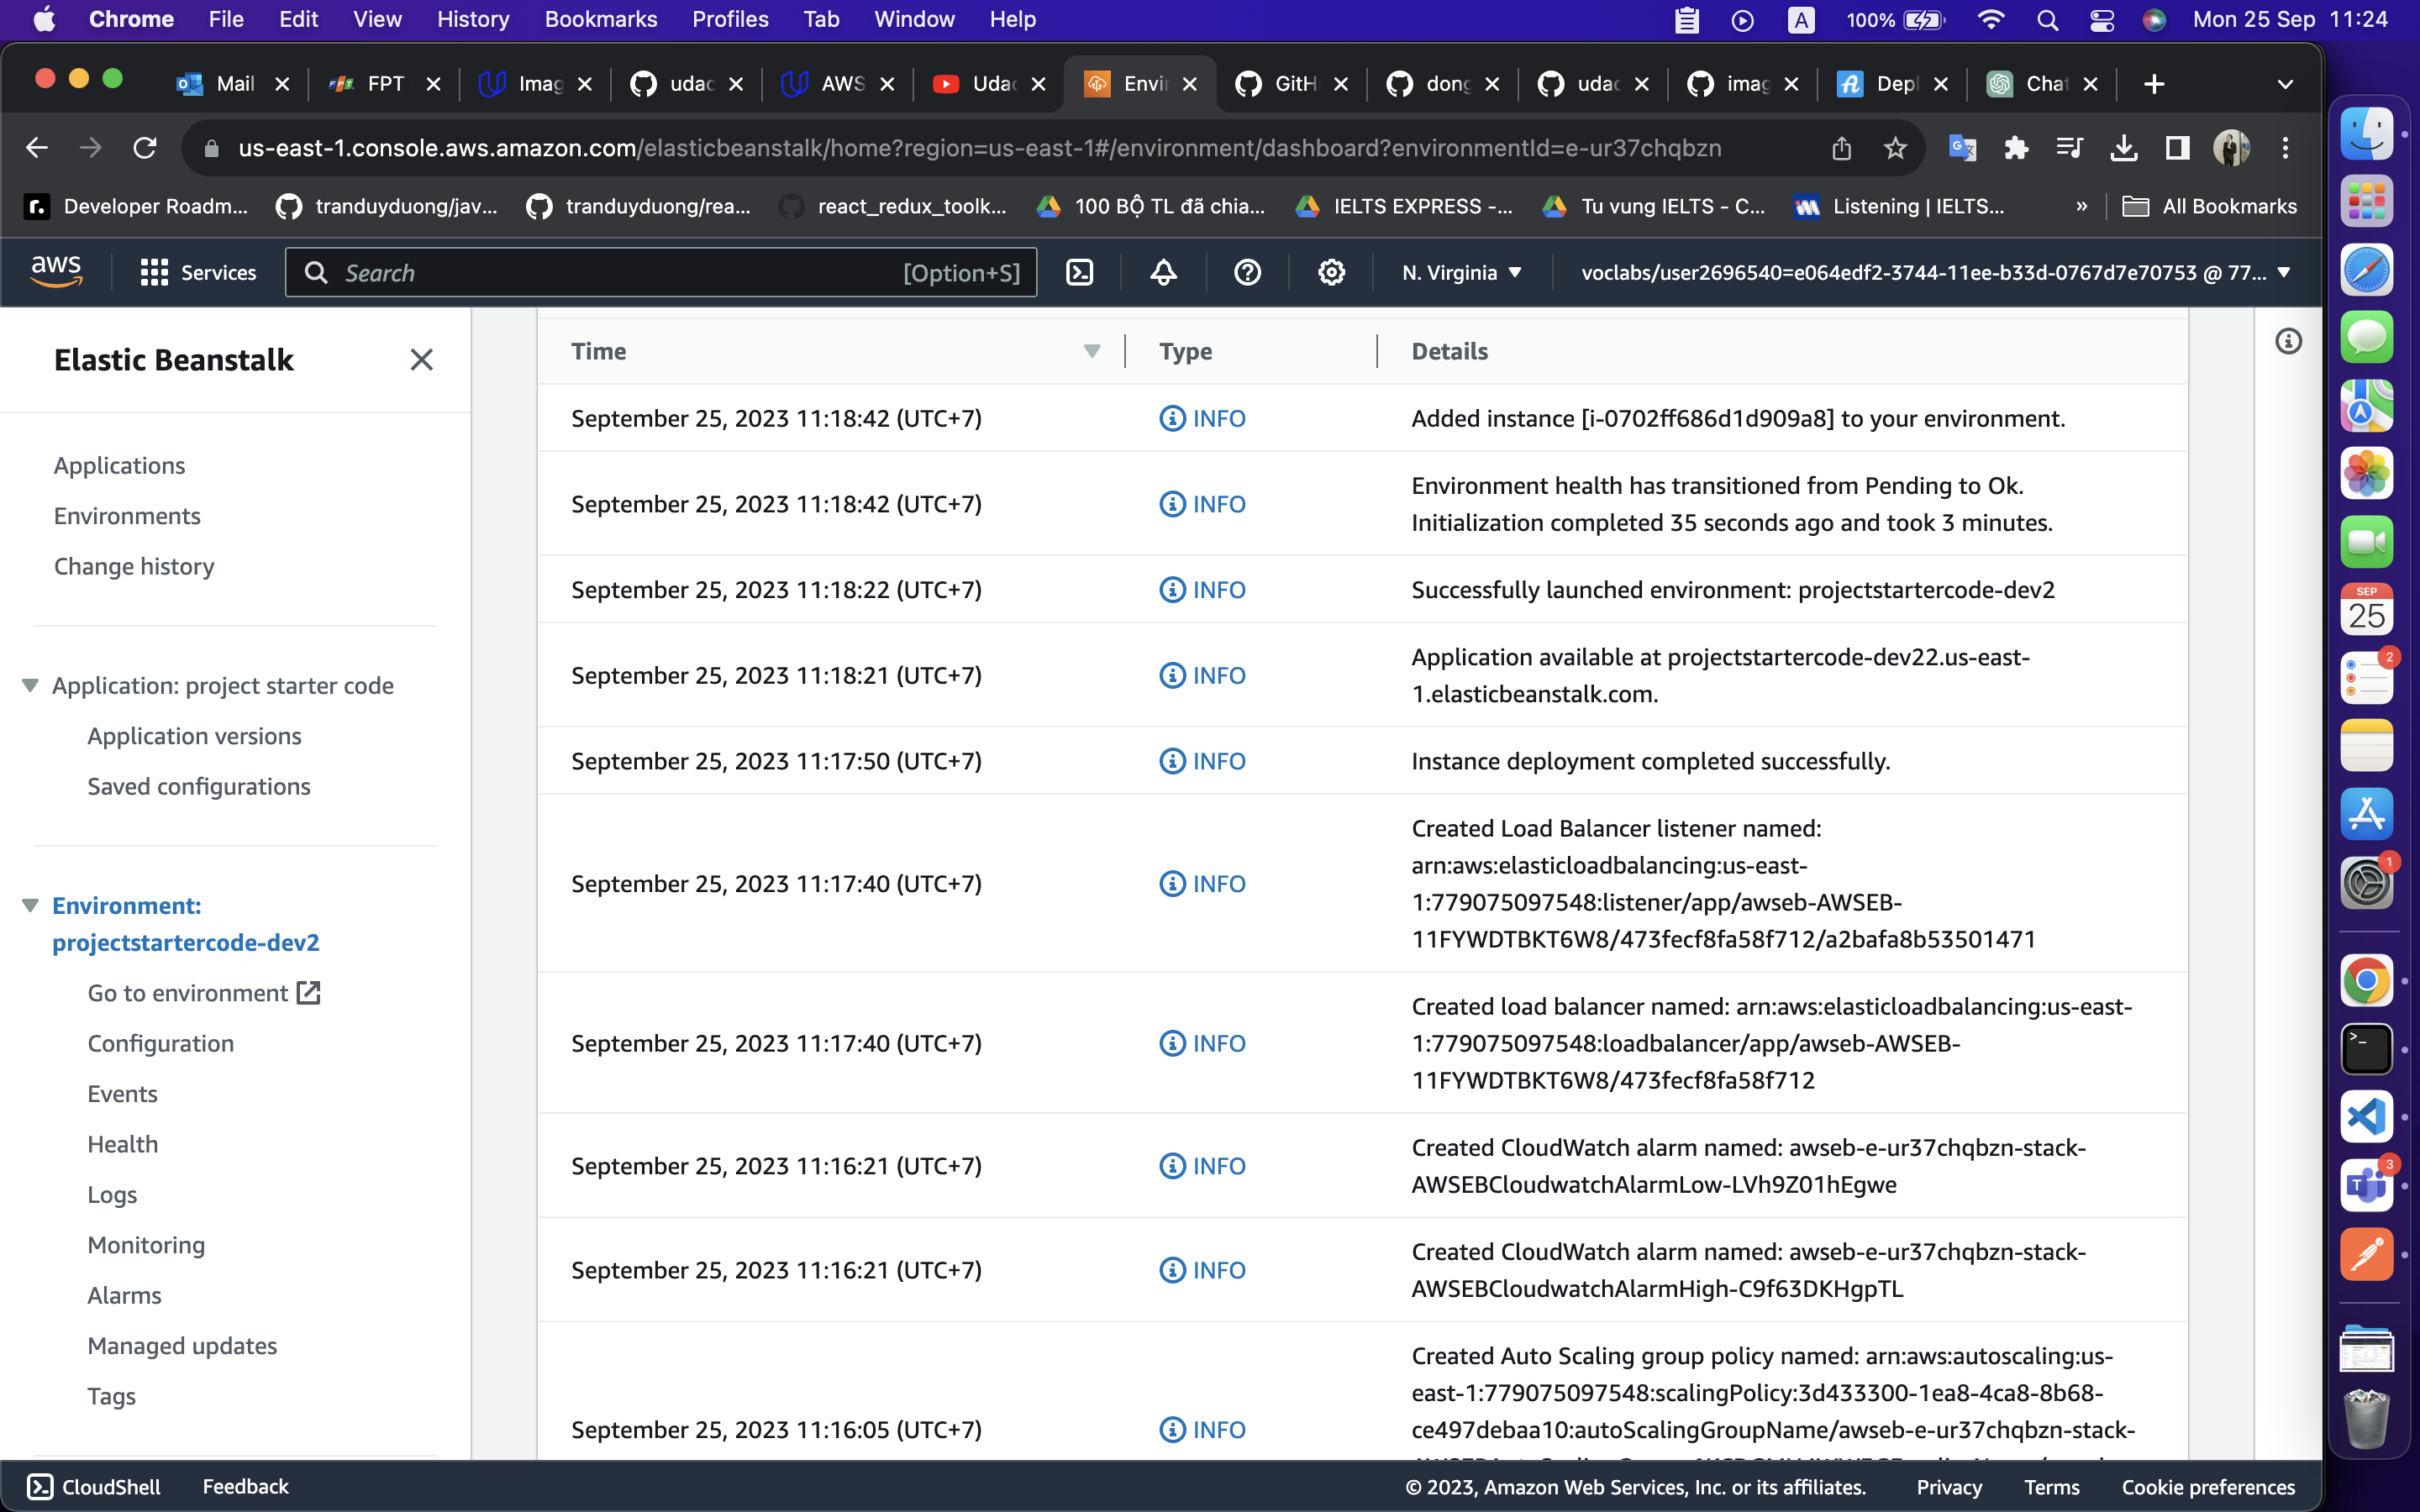 Chrome File Edit View History Bookmarks Profiles Tab Window Help A 100% Mon 25 Sep 11:24
Mail FPT Imag udac AWS Udac Envir GitH dong udac imag Depl Chat
us-east-1.console.aws.amazon.com/elasticbeanstalk/home?region=us-east-1#/environment/dashboard?environmentId=e-ur37chqbzn
Developer Roadm... tranduyduong/jav... tranduyduong/rea... react_redux_toolk... 100 BỘ TL đã chia... IELTS EXPRESS -... Tu vung IELTS - C... Listening | IELTS... » All Bookmarks
aws Services Search [Option+S] N. Virginia voclabs/user2696540=e064edf2-3744-11ee-b33d-0767d7e70753 @ 77...
Elastic Beanstalk
Applications
Environments
Change history
Application: project starter code
Application versions
Saved configurations
Environment:
projectstartercode-dev2
Go to environment
Configuration
Events
Health
Logs
Monitoring
Alarms
Managed updates
Tags
Time Type Details
September 25, 2023 11:18:42 (UTC+7) INFO Added instance [i-0702ff686d1d909a8] to your environment.
September 25, 2023 11:18:42 (UTC+7) INFO Environment health has transitioned from Pending to Ok.
Initialization completed 35 seconds ago and took 3 minutes.
September 25, 2023 11:18:22 (UTC+7) INFO Successfully launched environment: projectstartercode-dev2
September 25, 2023 11:18:21 (UTC+7) INFO Application available at projectstartercode-dev22.us-east-
1.elasticbeanstalk.com.
September 25, 2023 11:17:50 (UTC+7) INFO Instance deployment completed successfully.
September 25, 2023 11:17:40 (UTC+7) INFO Created Load Balancer listener named:
arn:aws:elasticloadbalancing:us-east-
1:779075097548:listener/app/awseb-AWSEB-
11FYWDTBKT6W8/473fecf8fa58f712/a2bafa8b53501471
September 25, 2023 11:17:40 (UTC+7) INFO Created load balancer named: arn:aws:elasticloadbalancing:us-east-
1:779075097548:loadbalancer/app/awseb-AWSEB-
11FYWDTBKT6W8/473fecf8fa58f712
September 25, 2023 11:16:21 (UTC+7) INFO Created CloudWatch alarm named: awseb-e-ur37chqbzn-stack-
AWSEBCloudwatchAlarmLow-LVh9Z01hEgwe
September 25, 2023 11:16:21 (UTC+7) INFO Created CloudWatch alarm named: awseb-e-ur37chqbzn-stack-
AWSEBCloudwatchAlarmHigh-C9f63DKHgpTL
September 25, 2023 11:16:05 (UTC+7) INFO Created Auto Scaling group policy named: arn:aws:autoscaling:us-
east-1:779075097548:scalingPolicy:3d433300-1ea8-4ca8-8b68-
ce497debaa10:autoScalingGroupName/awseb-e-ur37chqbzn-stack-
CloudShell Feedback © 2023, Amazon Web Services, Inc. or its affiliates. Privacy Terms Cookie preferences
SEP
25
2
1
3